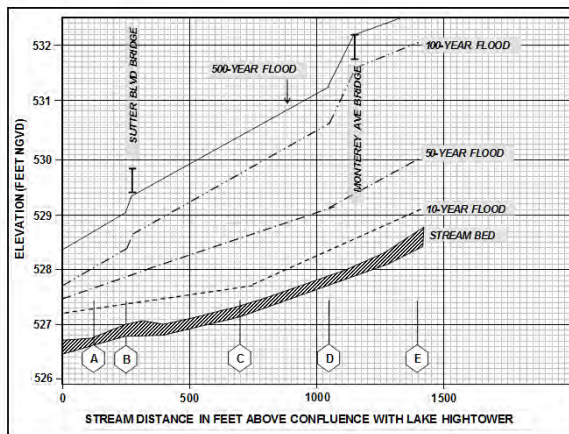 532
531
530
529
528
527
526
ELEVATION (FEET NGVD)
SUTTER BLVD BRIDGE
500-YEAR FLOOD
MONTEREY AVE BRIDGE
100-YEAR FLOOD
50-YEAR FLOOD
10-YEAR FLOOD
STREAM BED
A
B
C
D
E
0
500
1000
1500
STREAM DISTANCE IN FEET ABOVE CONFLUENCE WITH LAKE HIGHTOWER